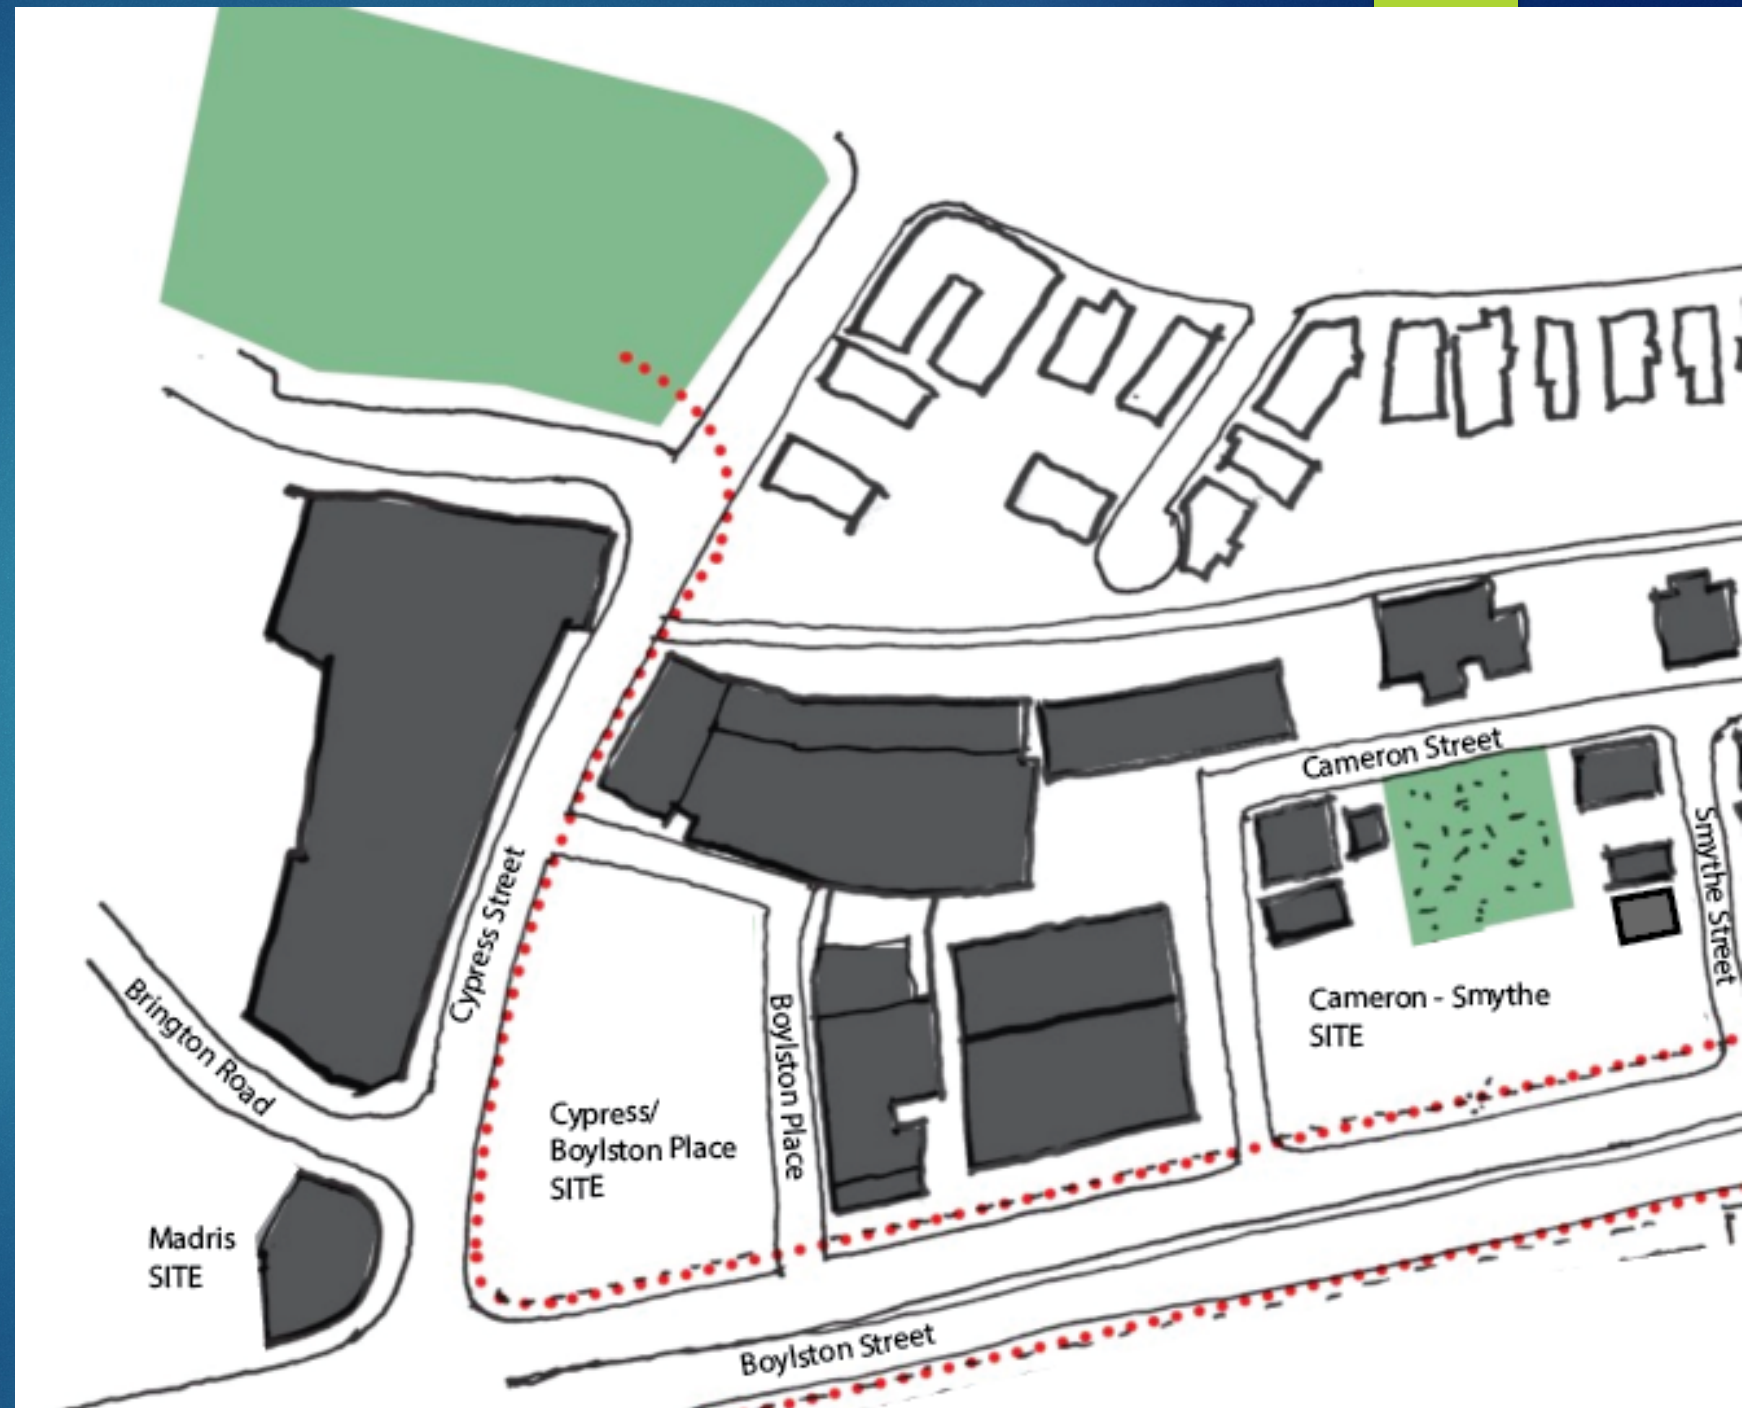 Cameron Street
Smythe Street
Cypress Street
Brington Road
Boylston Place
Cameron - Smythe
SITE
Cypress/
Boylston Place
SITE
Madris
SITE
Boylston Street